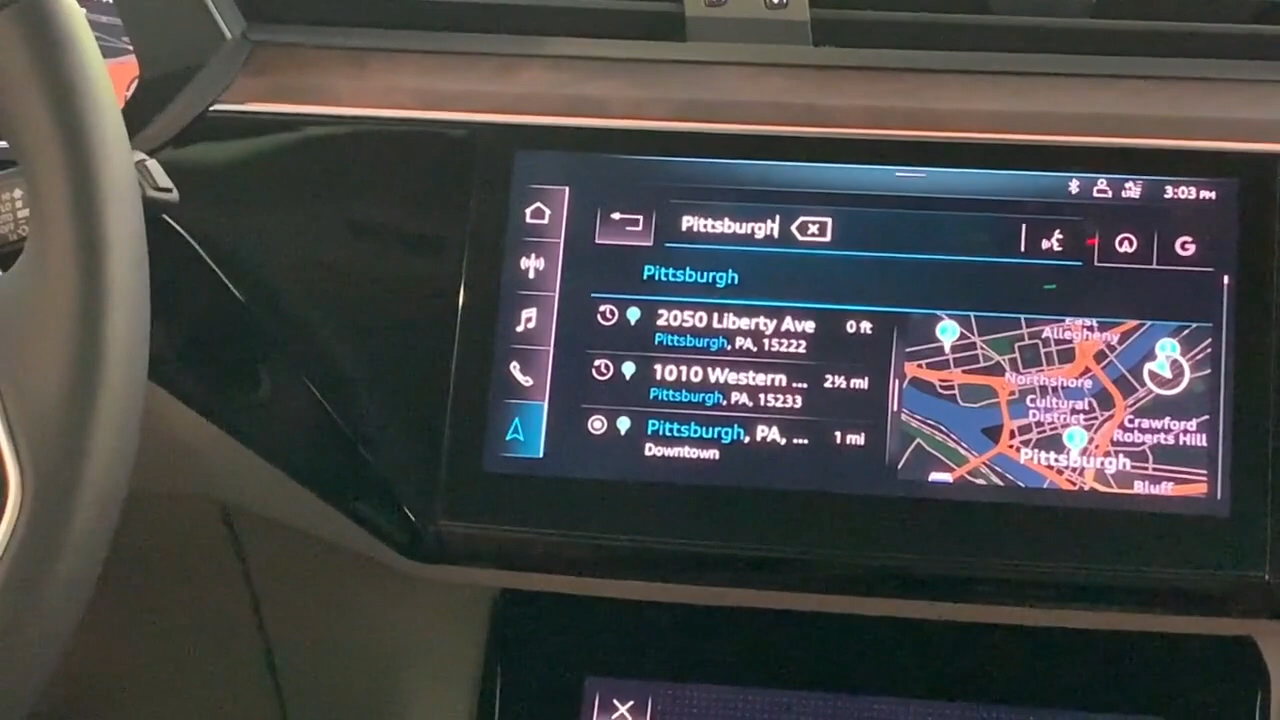 3:03 PM
Pittsburgh
G
Pittsburgh
2050 Liberty Ave 0 ft
Pittsburgh, PA, 15222
1010 Western ... 2½ mi
Pittsburgh, PA, 15233
Pittsburgh, PA, ... 1 mi
Downtown
East
Allegheny
Northshore
Cultural
District
Crawford
Roberts Hill
Pittsburgh
Bluff